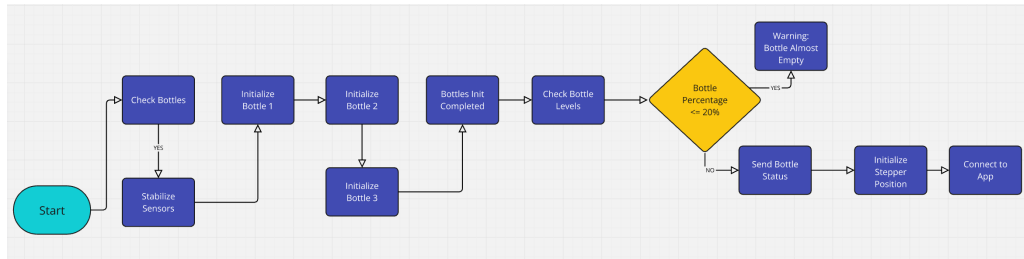 Start
Check Bottles
YES
Stabilize
Sensors
Initialize
Bottle 1
Initialize
Bottle 2
Initialize
Bottle 3
Bottles Init
Completed
Check Bottle
Levels
Bottle
Percentage
<= 20%
YES
Warning:
Bottle Almost
Empty
NO
Send Bottle
Status
Initialize
Stepper
Position
Connect to
App